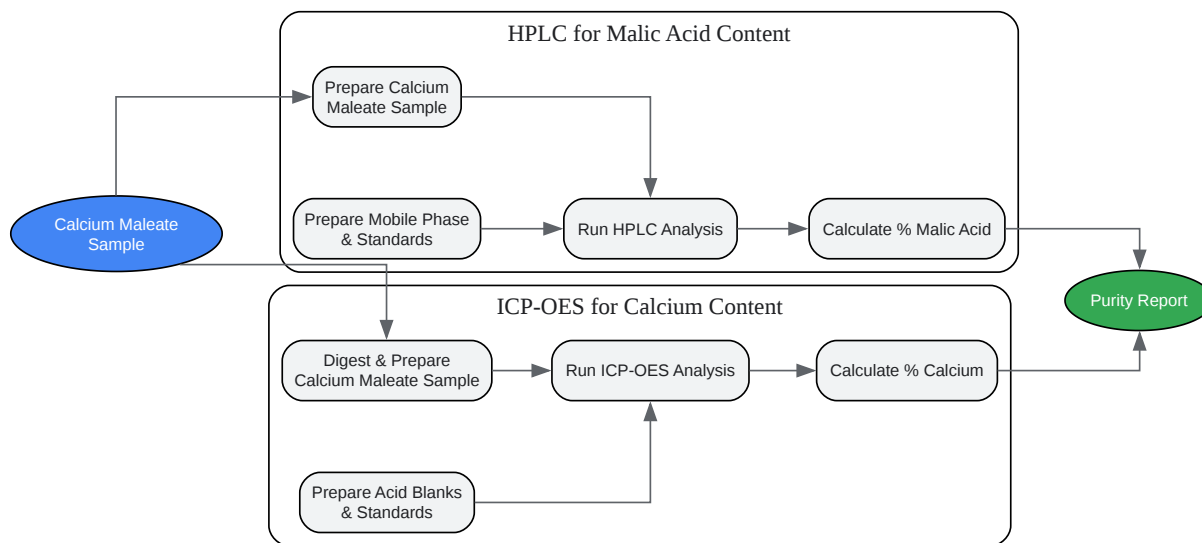 HPLC for Malic Acid Content
Prepare Calcium
Maleate Sample
Calcium Maleate
Sample
Prepare Mobile Phase
& Standards
Run HPLC Analysis
Calculate % Malic Acid
Purity Report
ICP-OES for Calcium Content
Digest & Prepare
Calcium Maleate Sample
Run ICP-OES Analysis
Calculate % Calcium
Prepare Acid Blanks
& Standards